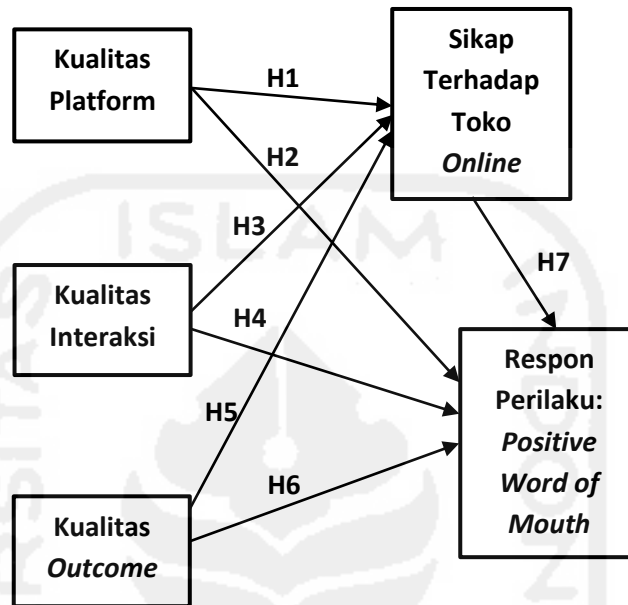 Kualitas
Platform
H1
Sikap
Terhadap
Toko
Online
H2
H3
Kualitas
Interaksi
H4
H7
Respon
Perilaku:
Positive
Word of
Mouth
H5
H6
Kualitas
Outcome
ISLAM